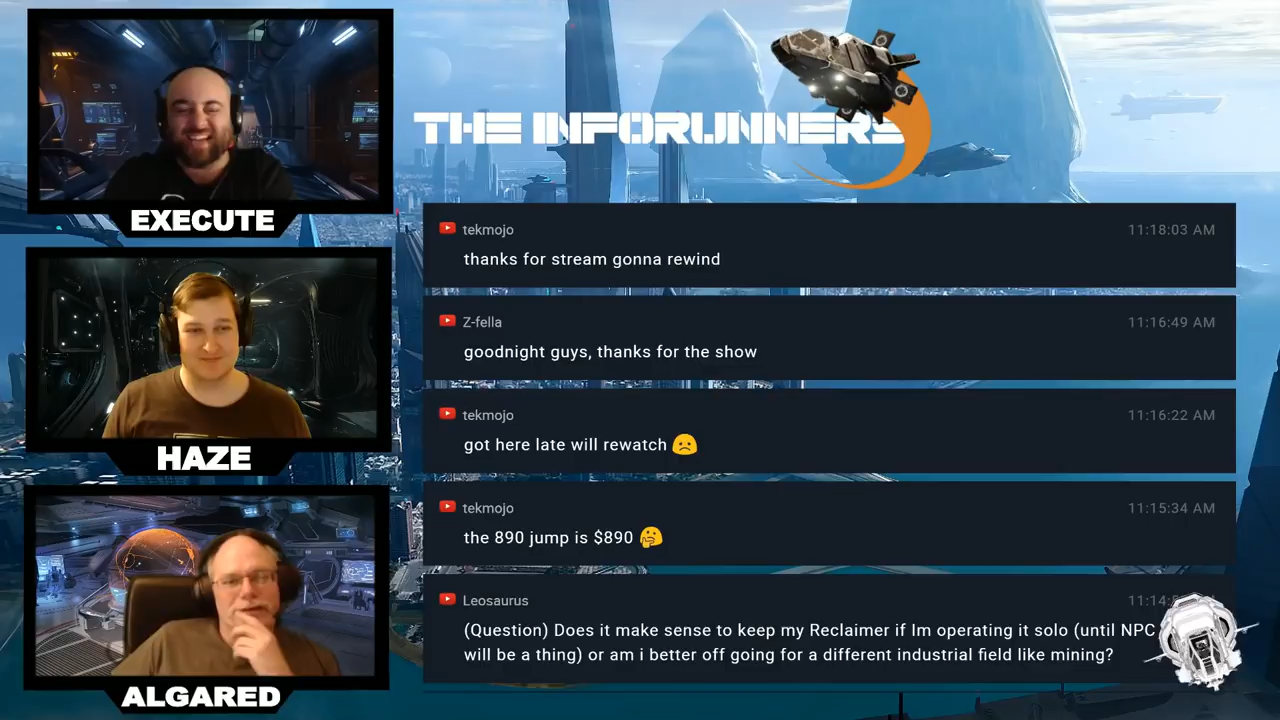 THE INFORUNNERS
EXECUTE
HAZE
ALGARED
tekmojo
11:18:03 AM
thanks for stream gonna rewind
Z-fella
11:16:49 AM
goodnight guys, thanks for the show
tekmojo
11:16:22 AM
got here late will rewatch
tekmojo
11:15:34 AM
the 890 jump is $890
Leosaurus
(Question) Does it make sense to keep my Reclaimer if Im operating it solo (until NPC
will be a thing) or am i better off going for a different industrial field like mining?